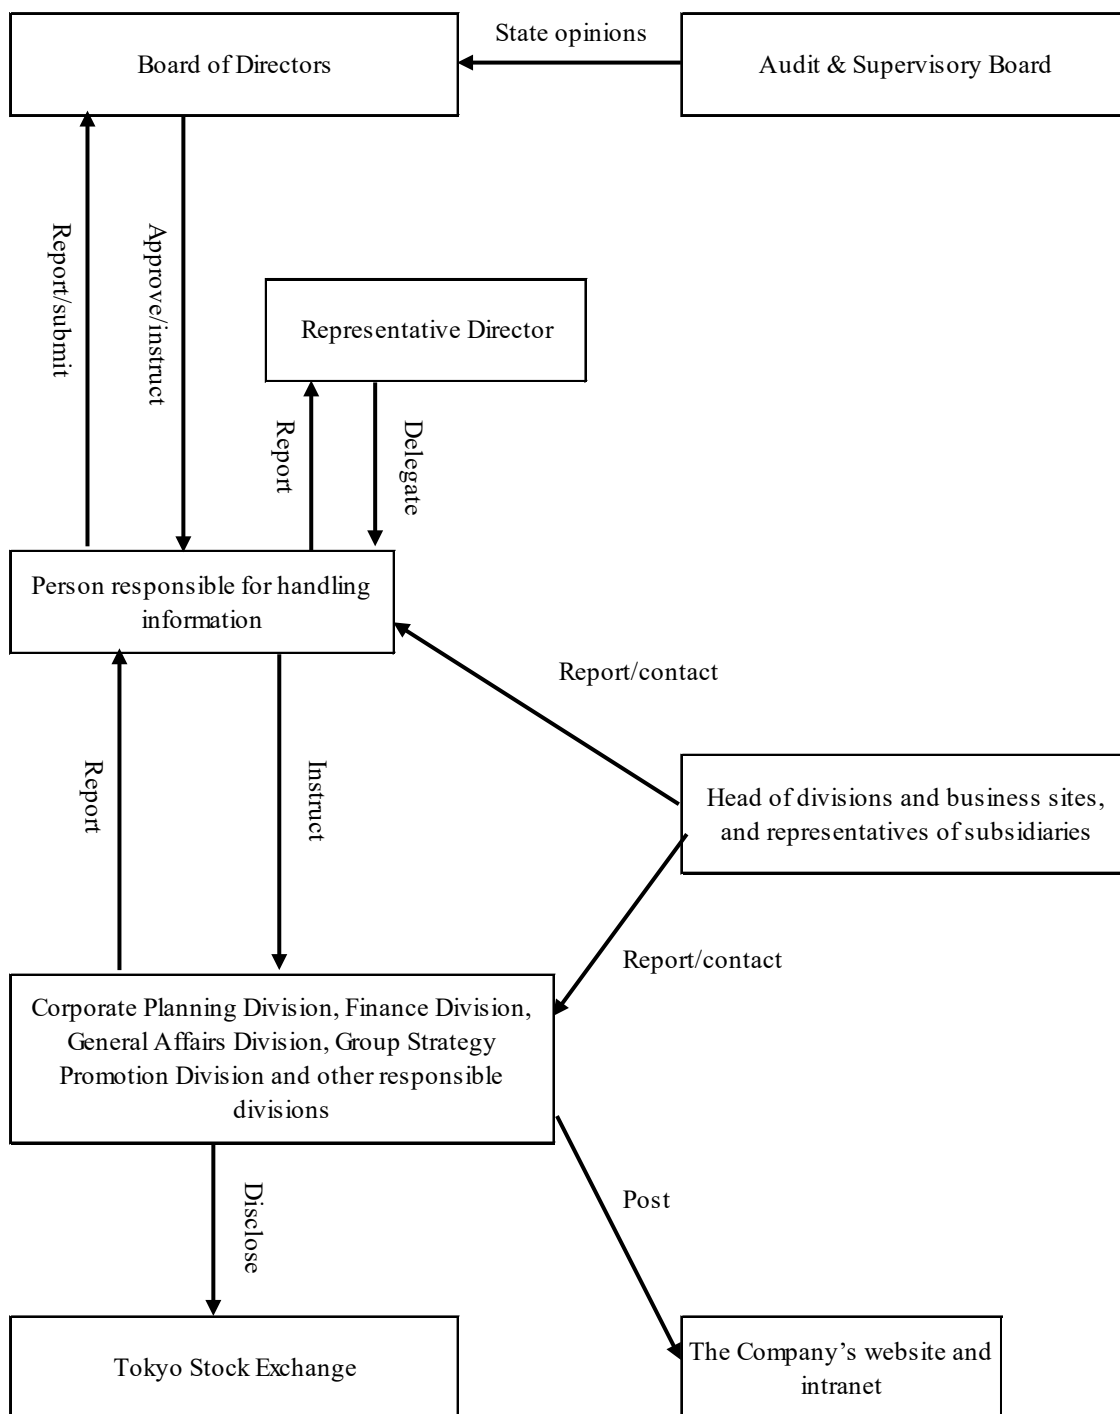 State opinions
Board of Directors
Audit & Supervisory Board
Report/submit
Approve/instruct
Representative Director
Report
Delegate
Person responsible for handling
information
Report/contact
Report
Instruct
Head of divisions and business sites,
and representatives of subsidiaries
Report/contact
Corporate Planning Division, Finance Division,
General Affairs Division, Group Strategy
Promotion Division and other responsible
divisions
Disclose
Post
Tokyo Stock Exchange
The Company’s website and
intranet